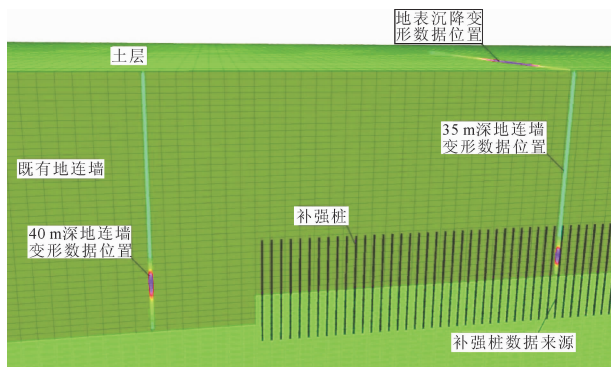 地表沉降变
形数据位置
土层
35 m深地连墙
变形数据位置
既有地连墙
补强桩
40 m深地连墙
变形数据位置
补强桩数据来源